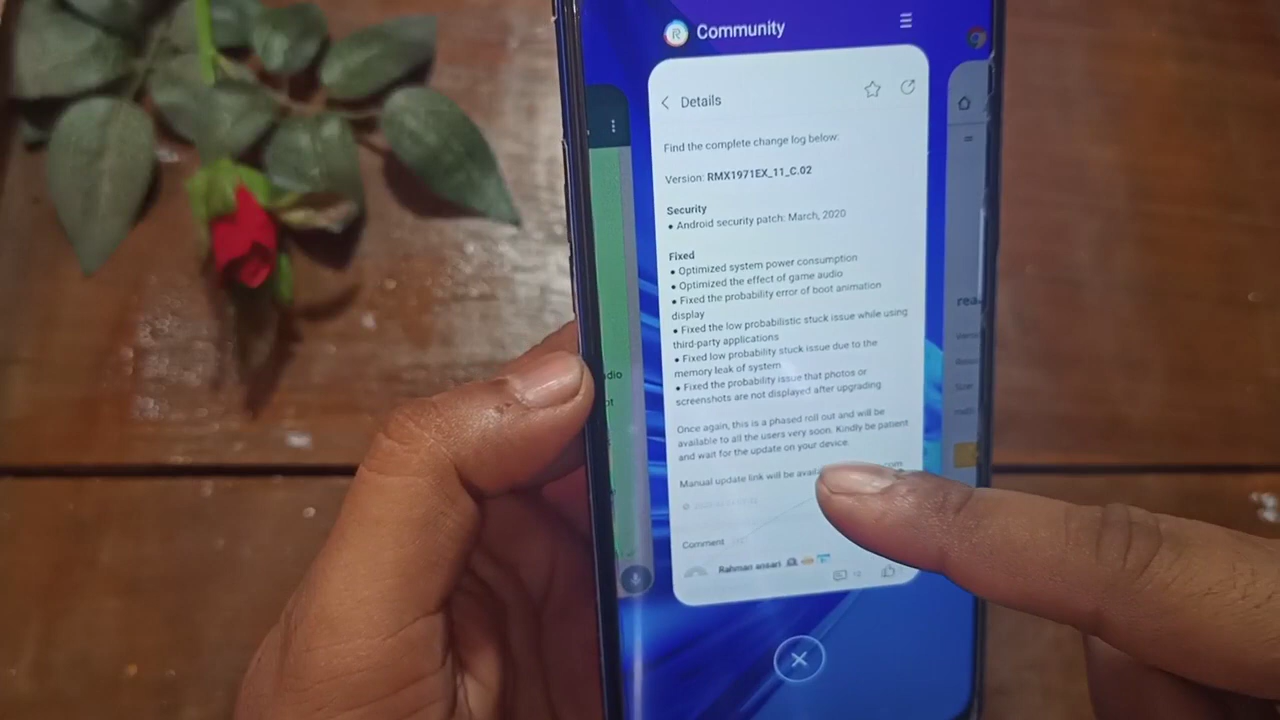 R Community
Details
Find the complete change log below:
Version: RMX1971EX_11_C.02
Security
• Android security patch: March, 2020
Fixed
• Optimized system power consumption
• Optimized the effect of game audio
• Fixed the probability error of boot animation
display
• Fixed the low probabilistic stuck issue while using
third-party applications
• Fixed low probability stuck issue due to the
memory leak of system
• Fixed the probability issue that photos or
screenshots are not displayed after upgrading
Once again, this is a phased roll out and will be
available to all the users very soon. Kindly be patient
and wait for the update on your device.
Manual update link will be
Comment
Rahman ansari